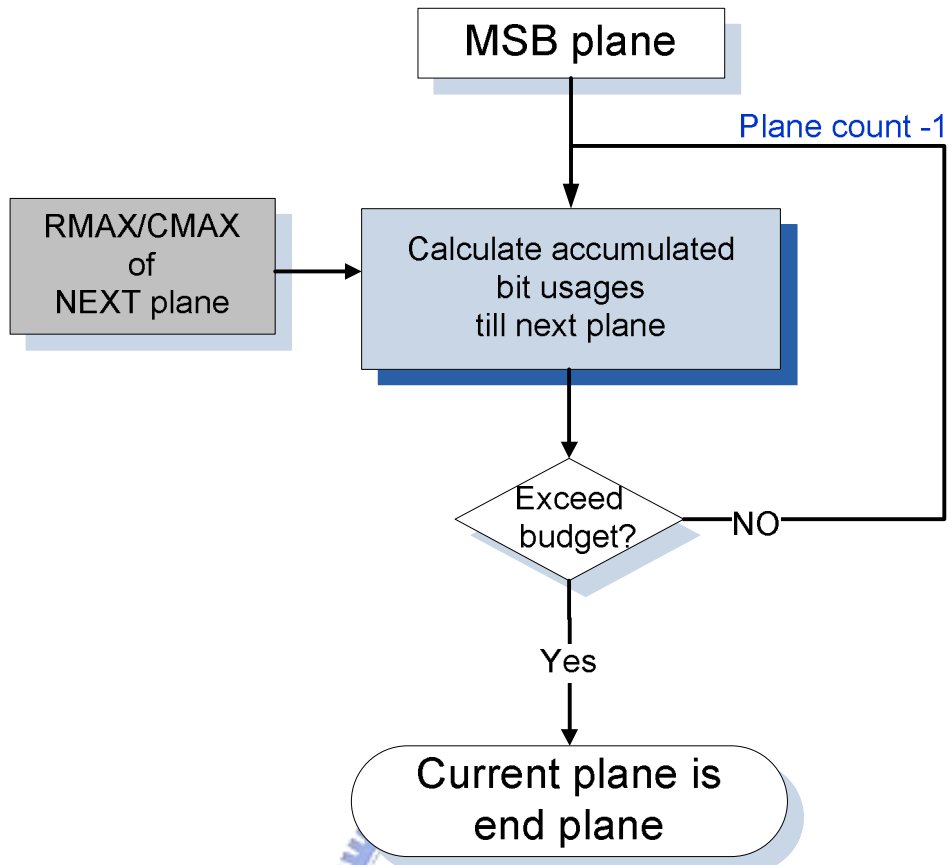 MSB plane
Plane count -1
RMAX/CMAX
of
NEXT plane
Calculate accumulated
bit usages
till next plane
Exceed
budget?
NO
Yes
Current plane is
end plane